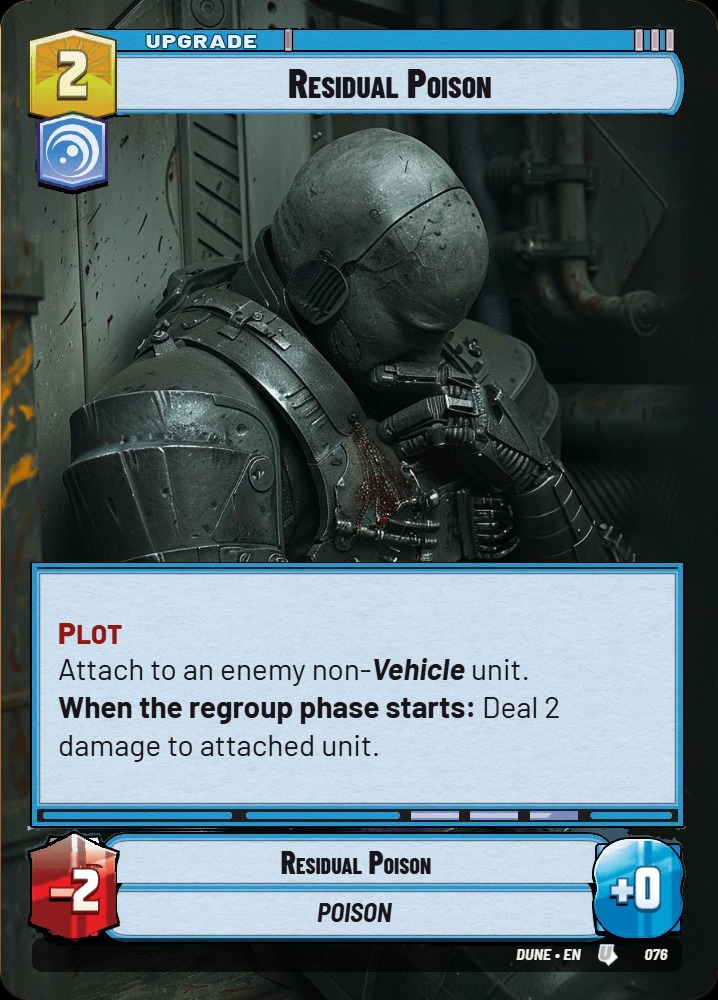 UPGRADE
2
Residual Poison
PLOT
Attach to an enemy non-Vehicle unit.
When the regroup phase starts: Deal 2
damage to attached unit.
-2
Residual Poison
+0
POISON
DUNE • EN U 076